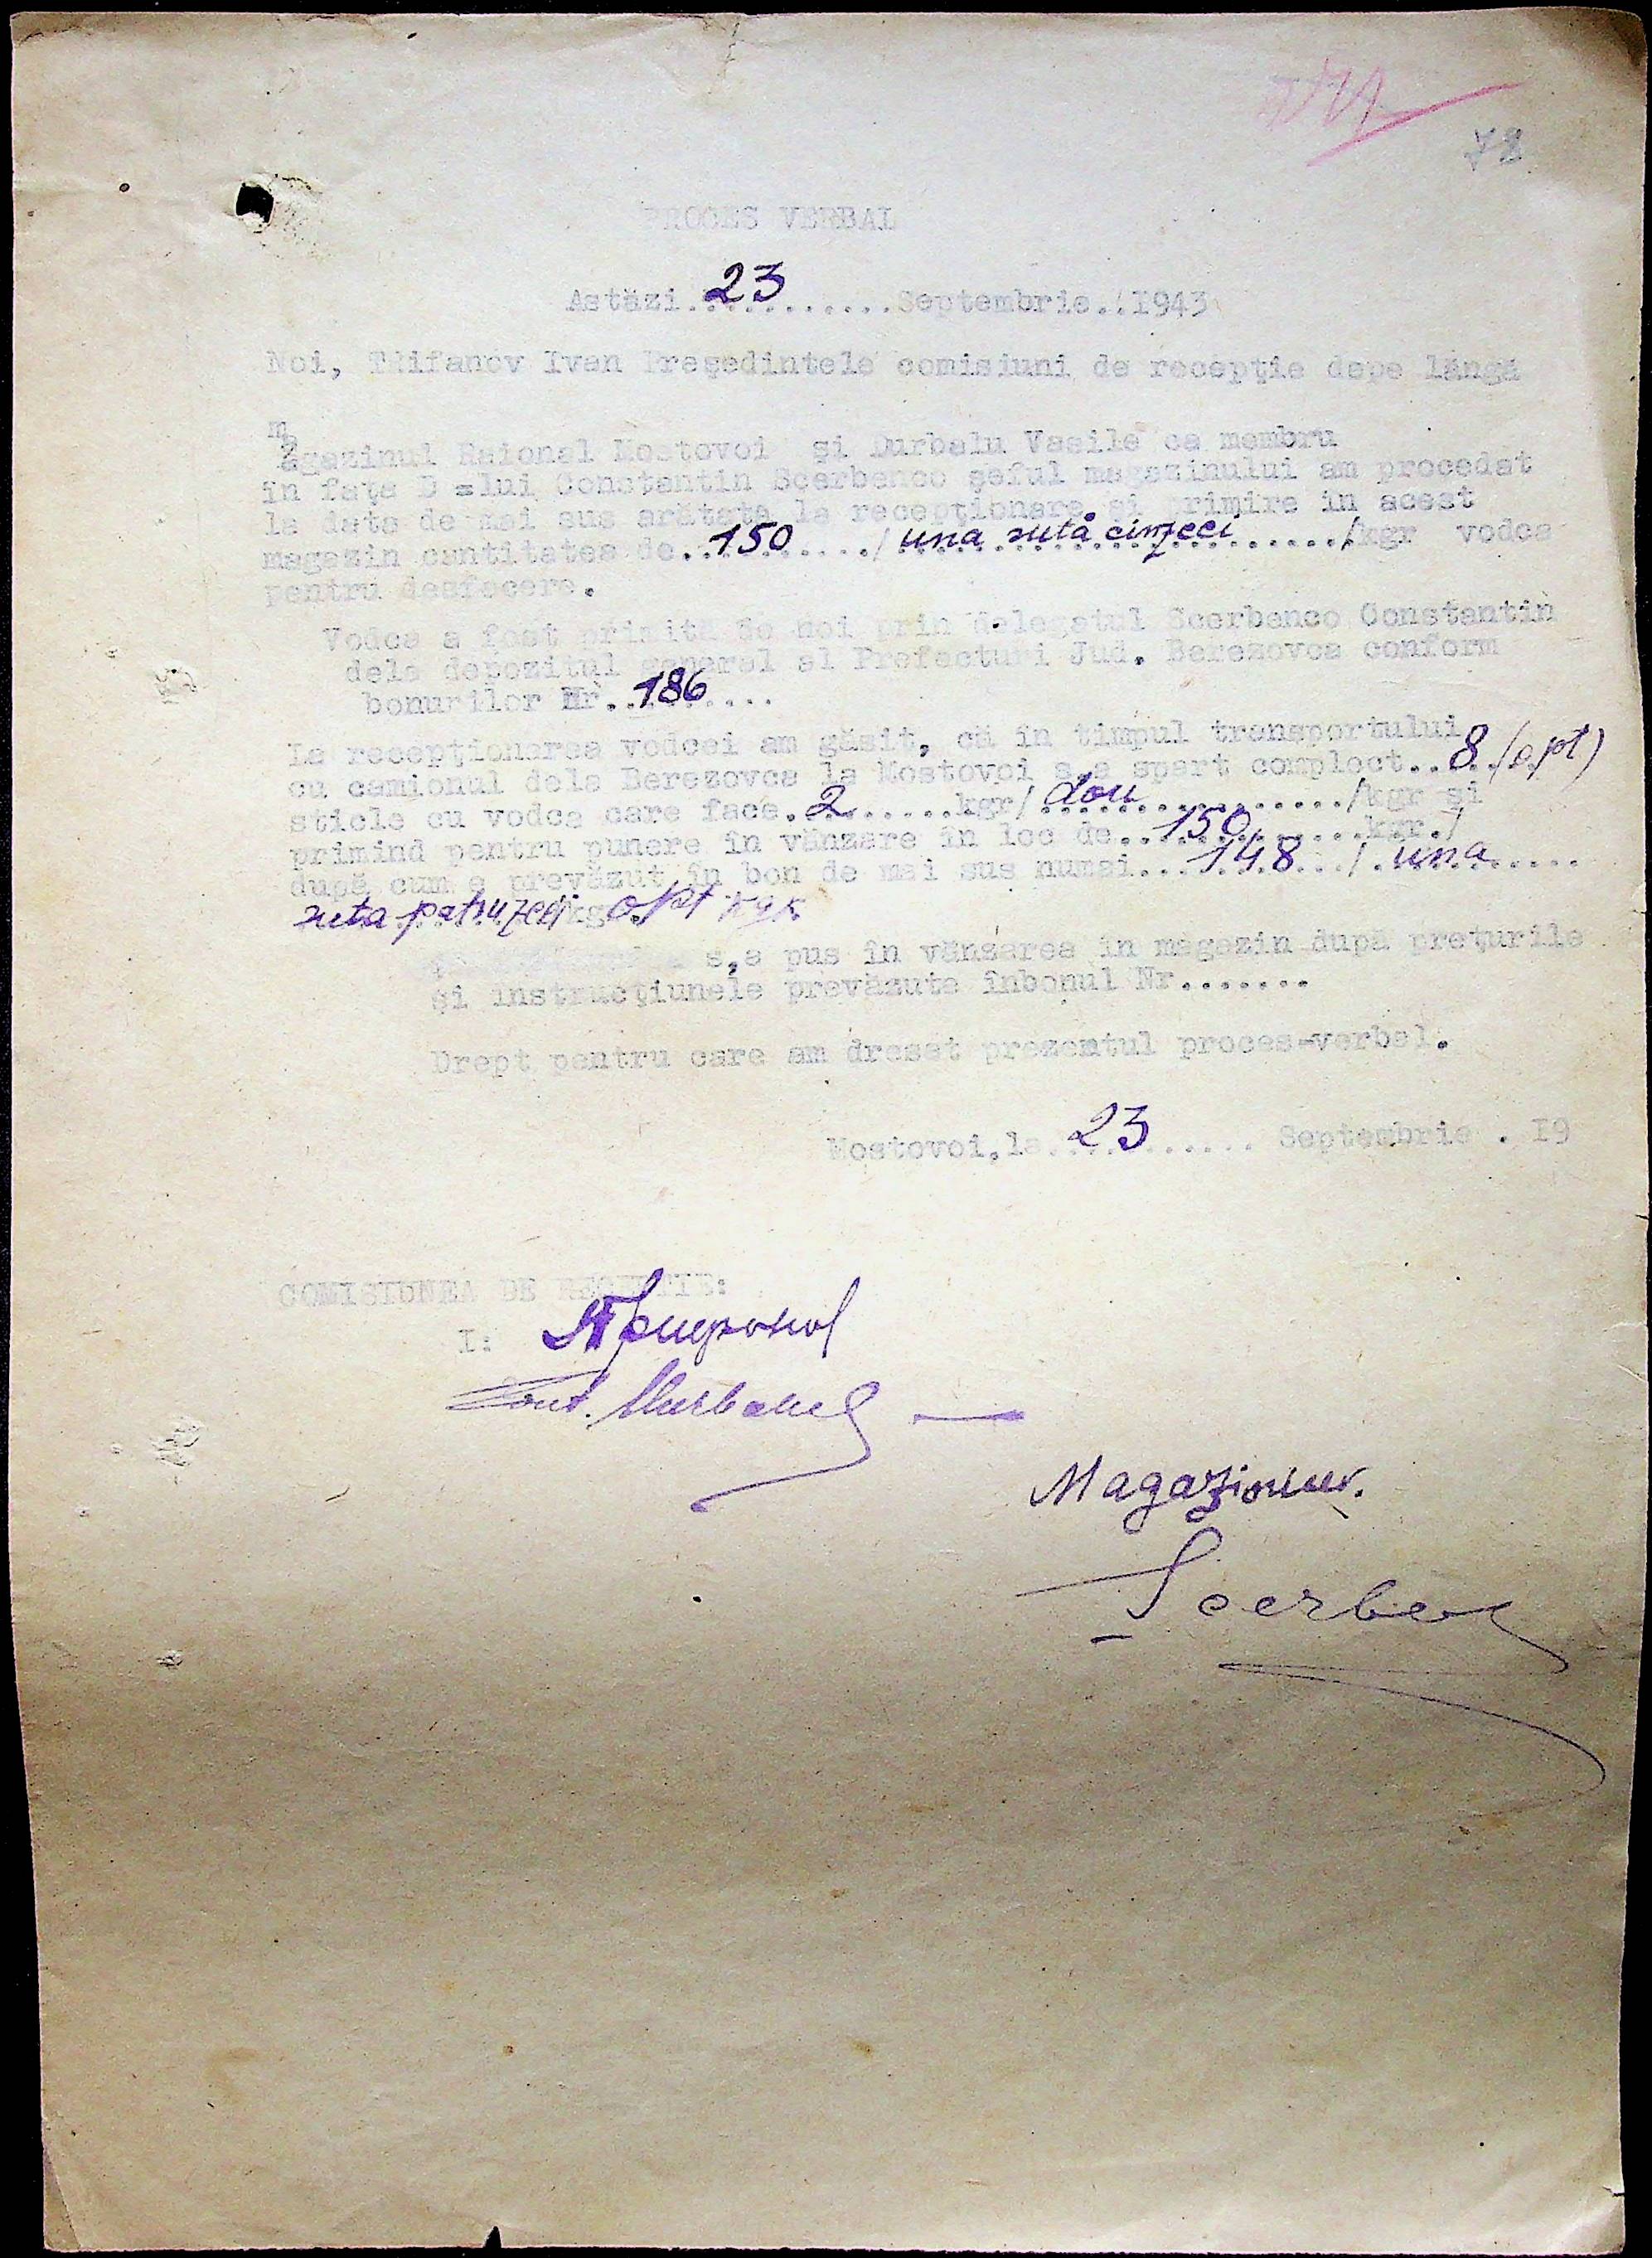 78
PROCES VERBAL
Astăzi..23..........Septembrie../1943
Noi, Trifanov Ivan Preşedintele comisiuni de recepţie depe lângă
magazinul Raional Mostovoi şi Durbalu Vasile ca membru
în faţa D =lui Constantin Scerbenco şeful magazinului am procedat
la data de mai sus arătată la recepţionare şi primire în acest
magazin cantitatea de..150......./ una sută cinzeci......../kgr vodca
pentru desfacere.
Vodca a fost primită de noi prin delegatul Scerbenco Constantin
dela depozitul general al Prefecturi Jud. Berezovca conform
bonurilor Nr..186......
La recepţionarea vodcei am găsit, că în timpul transportului
cu camionul dela Berezovca la Mostovoi s,a spart complect..8./opt)
sticle cu vodca care face.2......kgr/ dou............../kgr şi
primind pentru punere în vânzare în loc de..150.......kgr./
după cum e prevăzut în bon de mai sus numai...148.../.una.....
suta patruzeci kgr opt kgr
s,a pus în vânzarea în magazin după preţurile
şi instrucţiunele prevăzute înbonul Nr.......
Drept pentru care am dresat prezentul proces-verbal.
Mostovoi,la..23...... Septembrie . 19
COMISIUNEA DE RECEPTIE:
I:
Magazioner.
Scerben